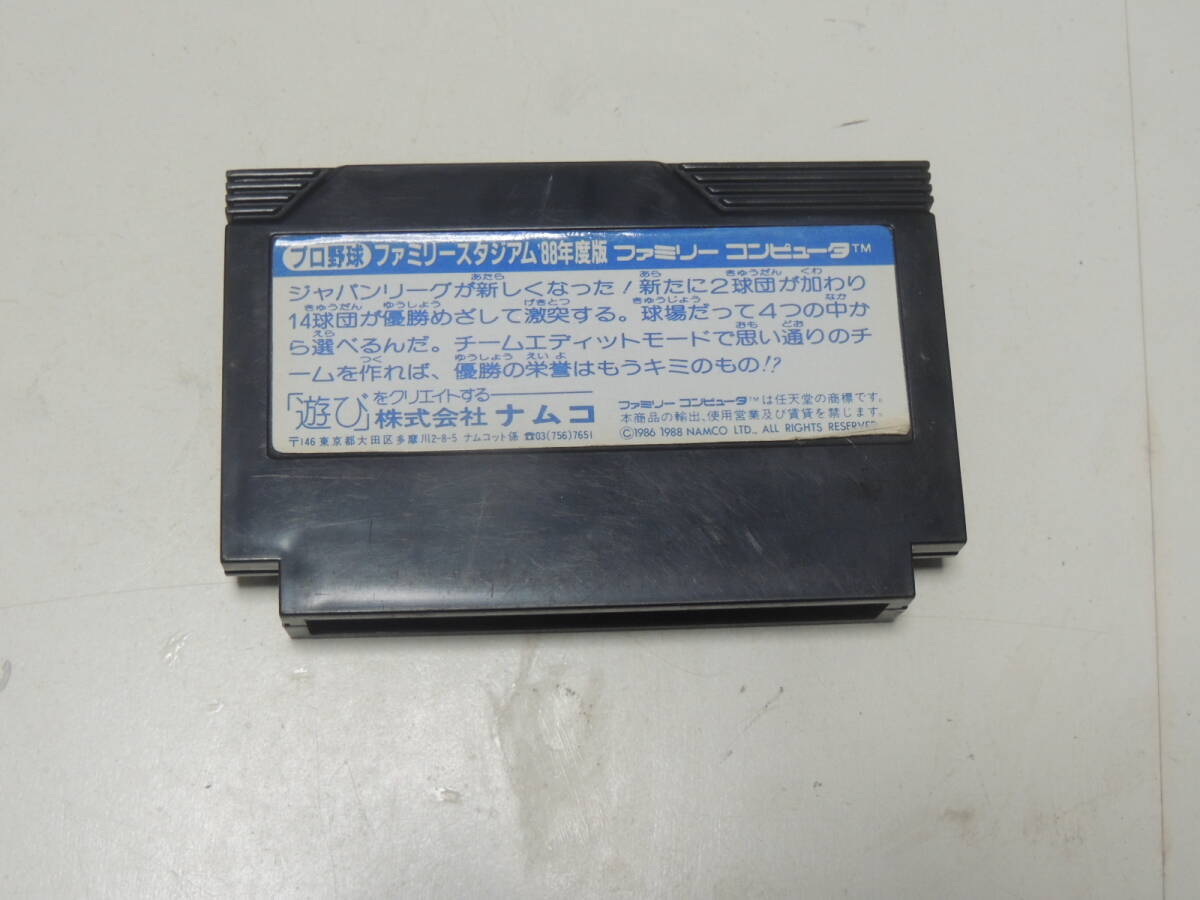 プロ野球 ファミリースタジアム'88年度版 ファミリー コンピュータ™
ジャパンリーグが新しくなった!新たに2球団が加わり
14球団が優勝めざして激突する。球場だって4つの中か
ら選べるんだ。チームエディットモードで思い通りのチ
ームを作れば、優勝の栄誉はもうキミのもの!?
「遊び」をクリエイトする
株式会社 ナムコ
〒146 東京都大田区多摩川2-8-5 ナムコット係 ☎03(756)7651
ファミリー コンピュータ™は任天堂の商標です。
本商品の輸出、使用営業及び賃貸を禁じます。
©1986 1988 NAMCO LTD., ALL RIGHTS RESERVED